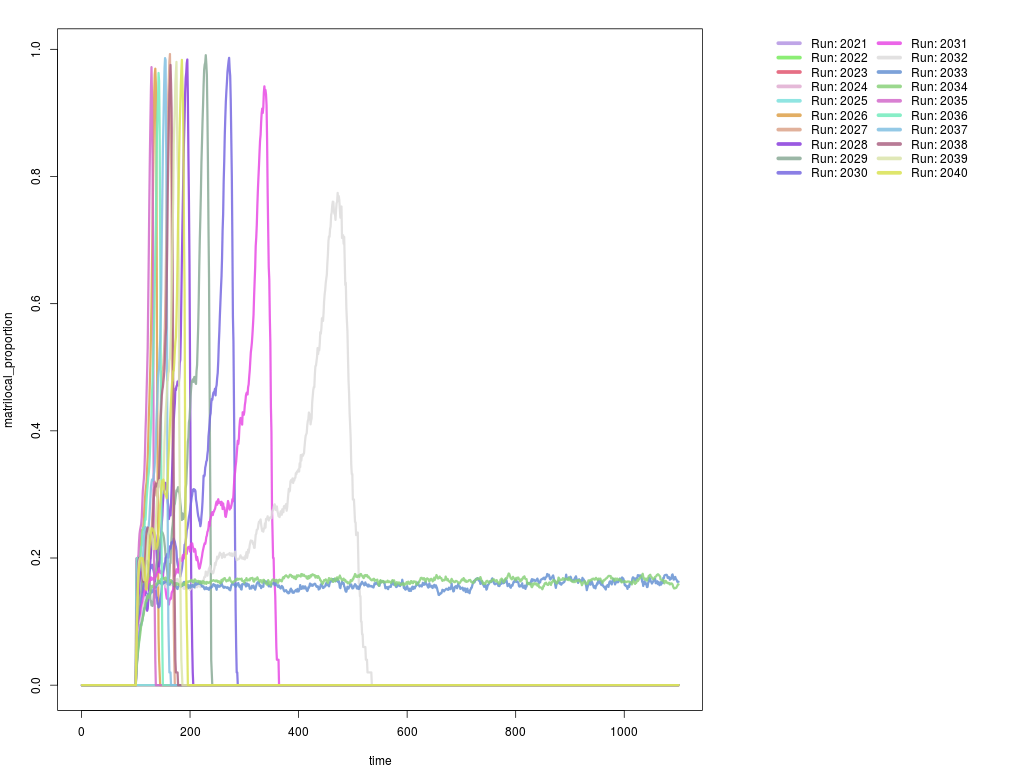 Run: 2021 Run: 2031
Run: 2022 Run: 2032
Run: 2023 Run: 2033
Run: 2024 Run: 2034
Run: 2025 Run: 2035
Run: 2026 Run: 2036
Run: 2027 Run: 2037
Run: 2028 Run: 2038
Run: 2029 Run: 2039
Run: 2030 Run: 2040
1.0
0.8
0.6
0.4
0.2
0.0
matrilocal_proportion
0 200 400 600 800 1000
time